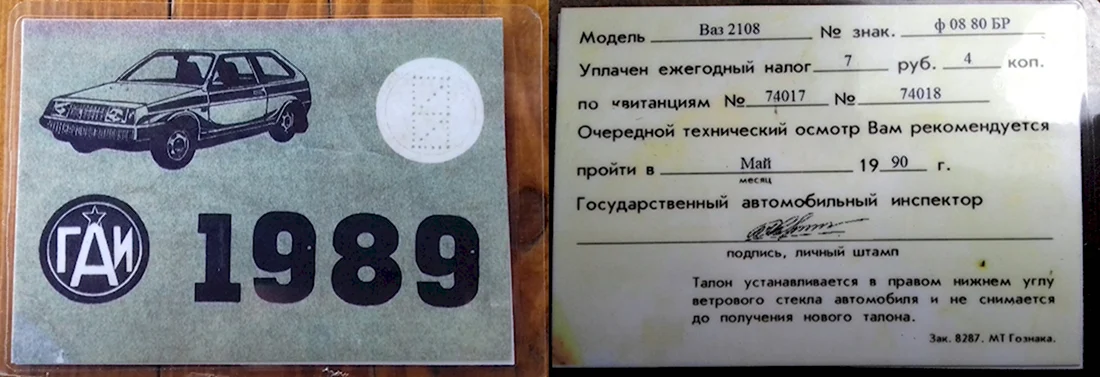 ГАИ 1989
Модель Ваз 2108 № знак. ф 08 80 БР
Уплачен ежегодный налог 7 руб. 4 коп.
по квитанциям № 74017 № 74018
Очередной технический осмотр Вам рекомендуется
пройти в Май 19 90 г.
месяц
Государственный автомобильный инспектор
подпись, личный штамп
Талон устанавливается в правом нижнем углу
ветрового стекла автомобиля и не снимается
до получения нового талона.
Зак. 8287. МТ Гознака.